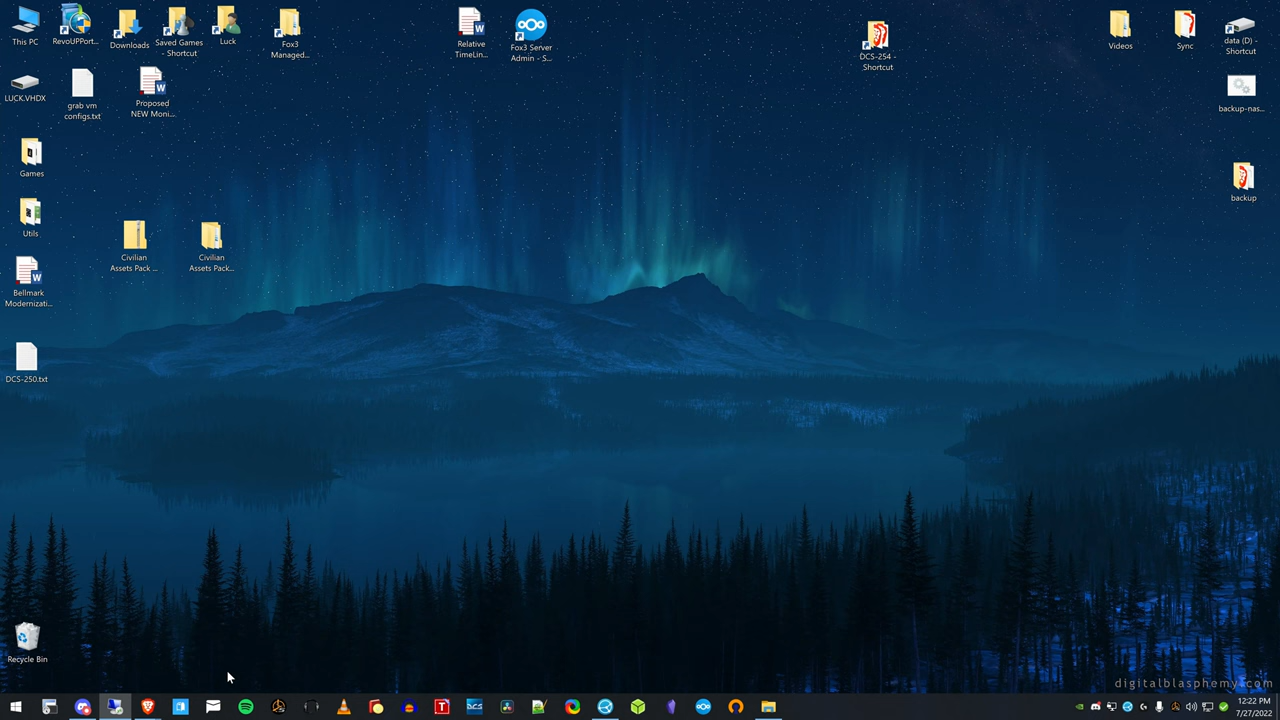 This PC
RevoUPPort...
Downloads
Saved Games
- Shortcut
Luck
Fox3
Managed...
Relative
TimeLin...
Fox3 Server
Admin - S...
DCS-254 -
Shortcut
Videos
Sync
data (D) -
Shortcut
LUCK.VHDX
grab vm
configs.txt
Proposed
NEW Moni...
backup-nas...
Games
backup
Utils
Civilian
Assets Pack ...
Civilian
Assets Pack...
Bellmark
Modernizati...
DCS-250.txt
Recycle Bin
digitalblasphemy.com
DCS
12:22 PM
7/27/2022